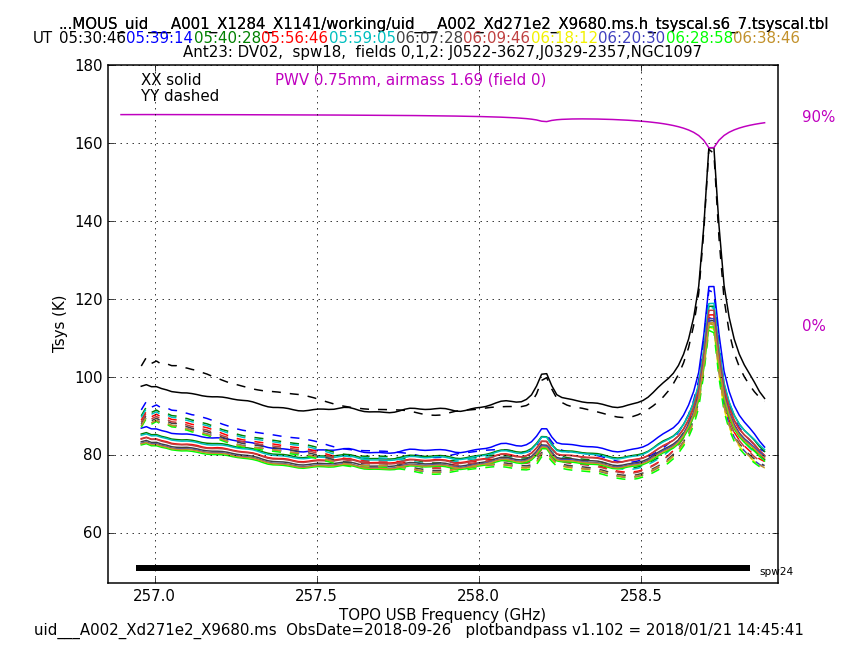 ...MOUS_uid___A001_X1284_X1141/working/uid___A002_Xd271e2_X9680.ms.h_tsyscal.s6_7.tsyscal.tbl
UT 05:30:46 05:39:14 05:40:28 05:56:46 05:59:05 06:07:28 06:09:46 06:18:12 06:20:30 06:28:58 06:38:46
Ant23: DV02,  spw18,  fields 0,1,2: J0522-3627,J0329-2357,NGC1097
180
XX solid
PWV 0.75mm, airmass 1.69 (field 0)
YY dashed
90%
160
140
120
0%
Tsys (K)
100
80
60
spw24
257.0 257.5 258.0 258.5
TOPO USB Frequency (GHz)
uid___A002_Xd271e2_X9680.ms  ObsDate=2018-09-26   plotbandpass v1.102 = 2018/01/21 14:45:41